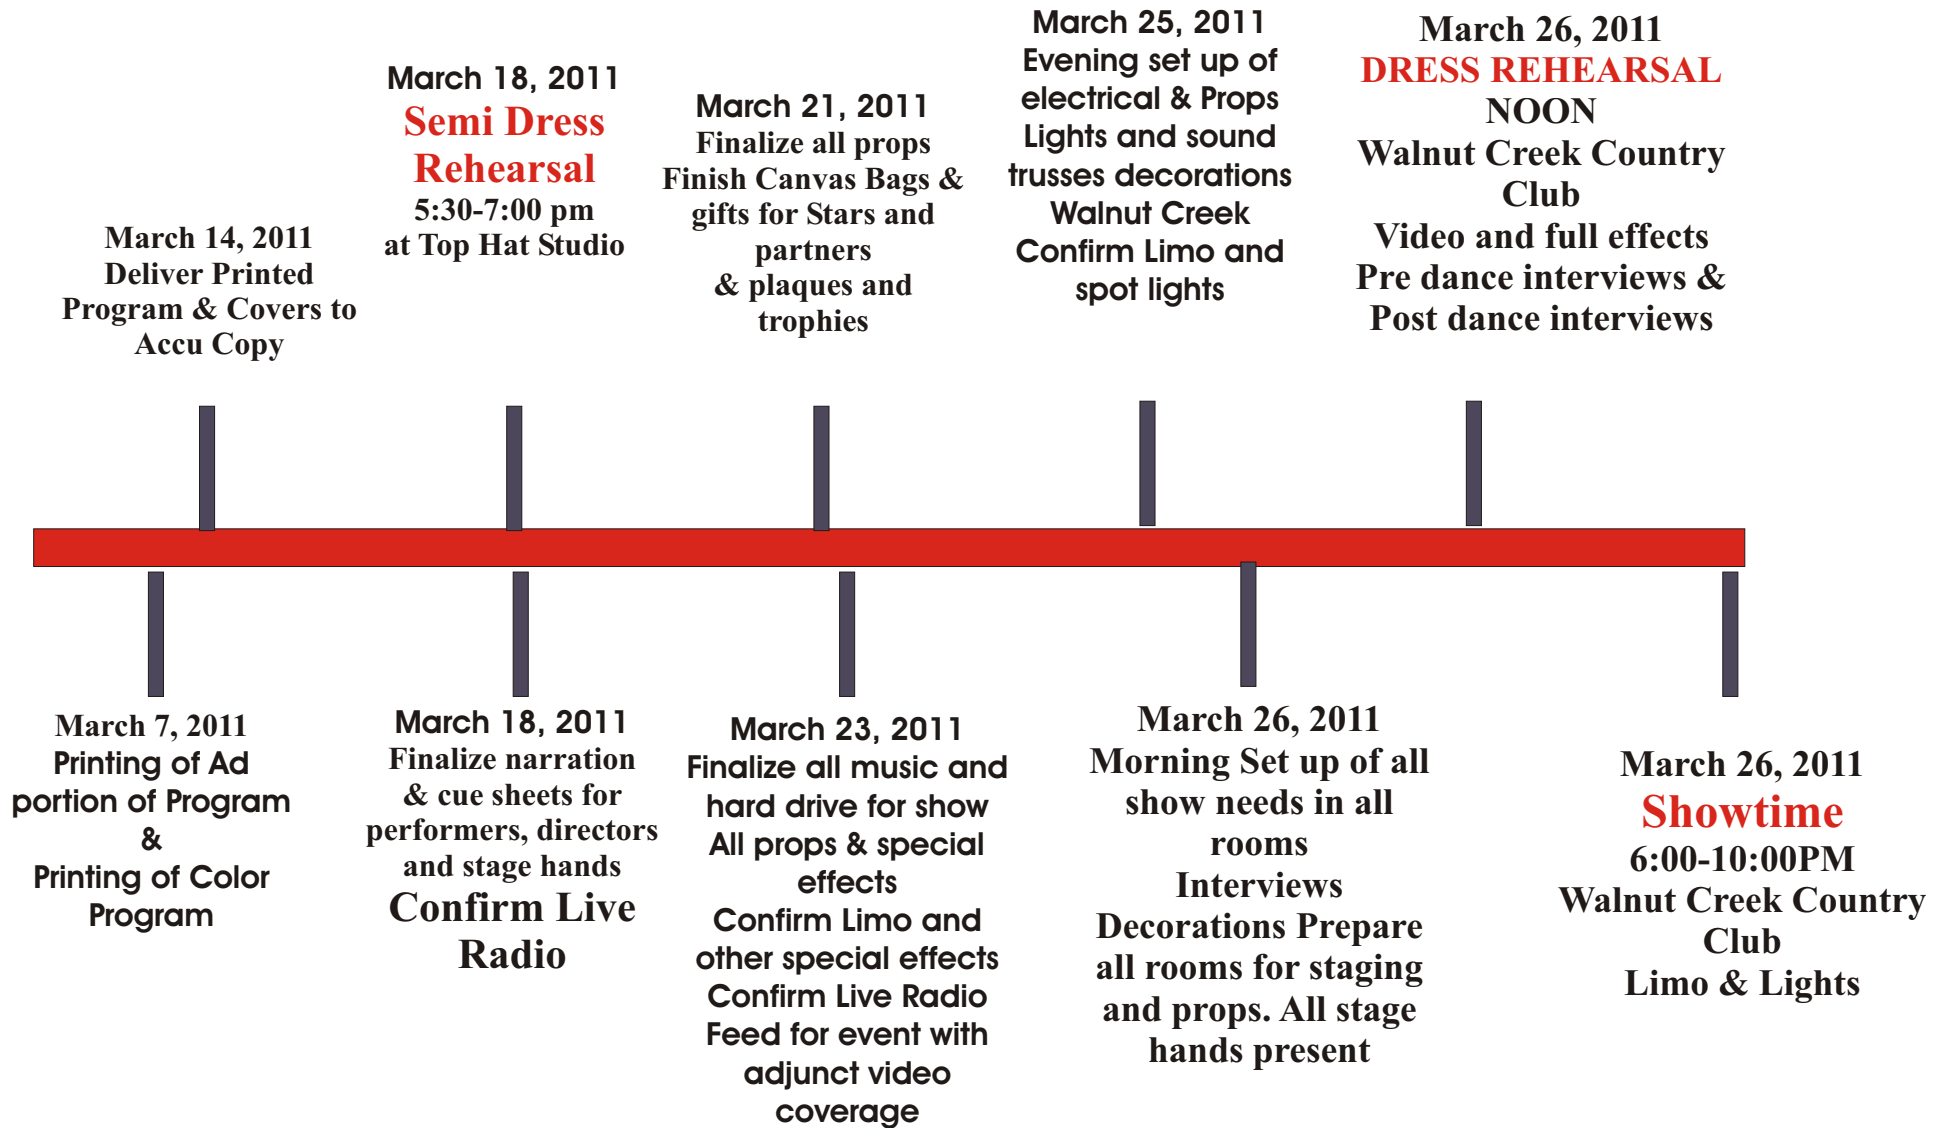 March 14, 2011
Deliver Printed
Program & Covers to
Accu Copy
March 18, 2011
Semi Dress
Rehearsal
5:30-7:00 pm
at Top Hat Studio
March 21, 2011
Finalize all props
Finish Canvas Bags &
gifts for Stars and
partners
& plaques and
trophies
March 25, 2011
Evening set up of
electrical & Props
Lights and sound
trusses decorations
Walnut Creek
Confirm Limo and
spot lights
March 26, 2011
DRESS REHEARSAL
NOON
Walnut Creek Country
Club
Video and full effects
Pre dance interviews &
Post dance interviews
March 7, 2011
Printing of Ad
portion of Program
&
Printing of Color
Program
March 18, 2011
Finalize narration
& cue sheets for
performers, directors
and stage hands
Confirm Live
Radio
March 23, 2011
Finalize all music and
hard drive for show
All props & special
effects
Confirm Limo and
other special effects
Confirm Live Radio
Feed for event with
adjunct video
coverage
March 26, 2011
Morning Set up of all
show needs in all
rooms
Interviews
Decorations Prepare
all rooms for staging
and props. All stage
hands present
March 26, 2011
Showtime
6:00-10:00PM
Walnut Creek Country
Club
Limo & Lights